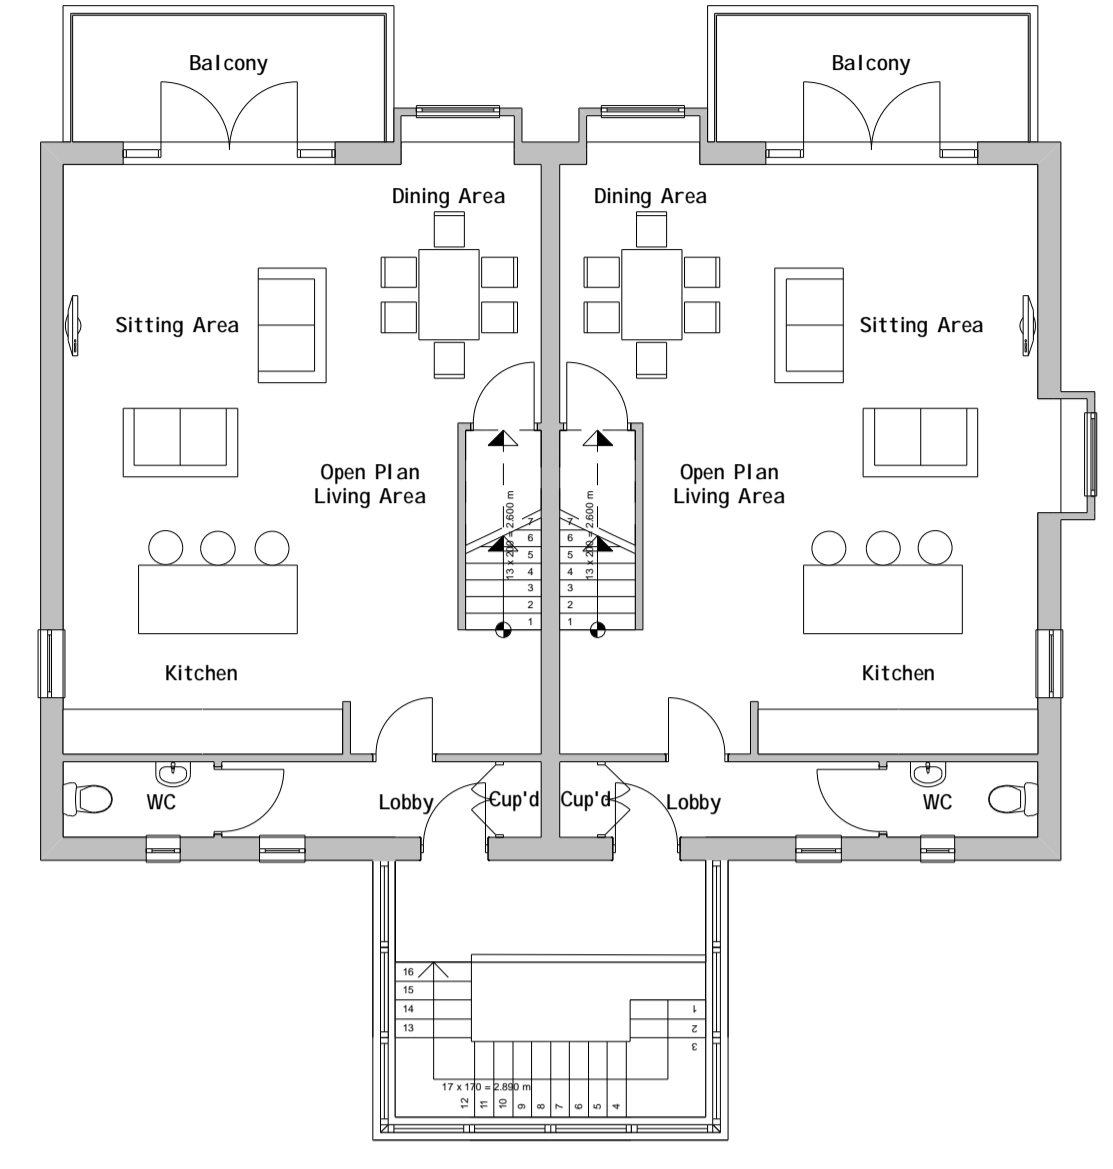 Balcony
Balcony
Dining Area
Dining Area
Sitting Area
Sitting Area
Open Plan
Living Area
Open Plan
Living Area
13 x 200 = 2.600 m
13 x 200 = 2.600 m
7
7
6
6
5
5
4
4
3
3
2
2
1
1
Kitchen
Kitchen
WC
Lobby
Cup'd
Cup'd
Lobby
WC
16
15
14
13
1
2
3
17 x 170 = 2.890 m
12
11
10
9
8
7
6
5
4